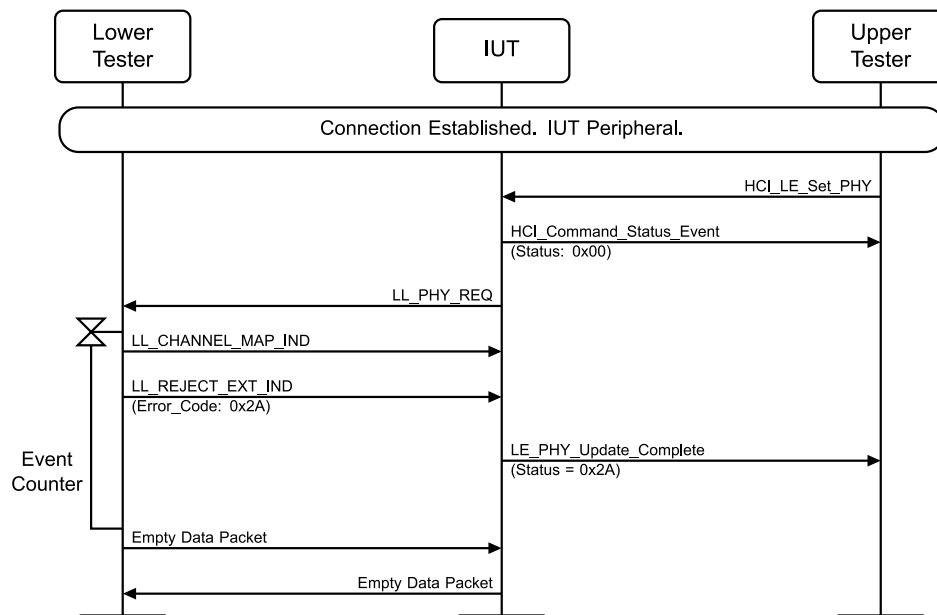 Lower
Tester
IUT
Upper
Tester
Connection Established.  IUT Peripheral.
HCI_LE_Set_PHY
HCI_Command_Status_Event
(Status: 0x00)
LL_PHY_REQ
LL_CHANNEL_MAP_IND
LL_REJECT_EXT_IND
(Error_Code: 0x2A)
LE_PHY_Update_Complete
(Status = 0x2A)
Event
Counter
Empty Data Packet
Empty Data Packet